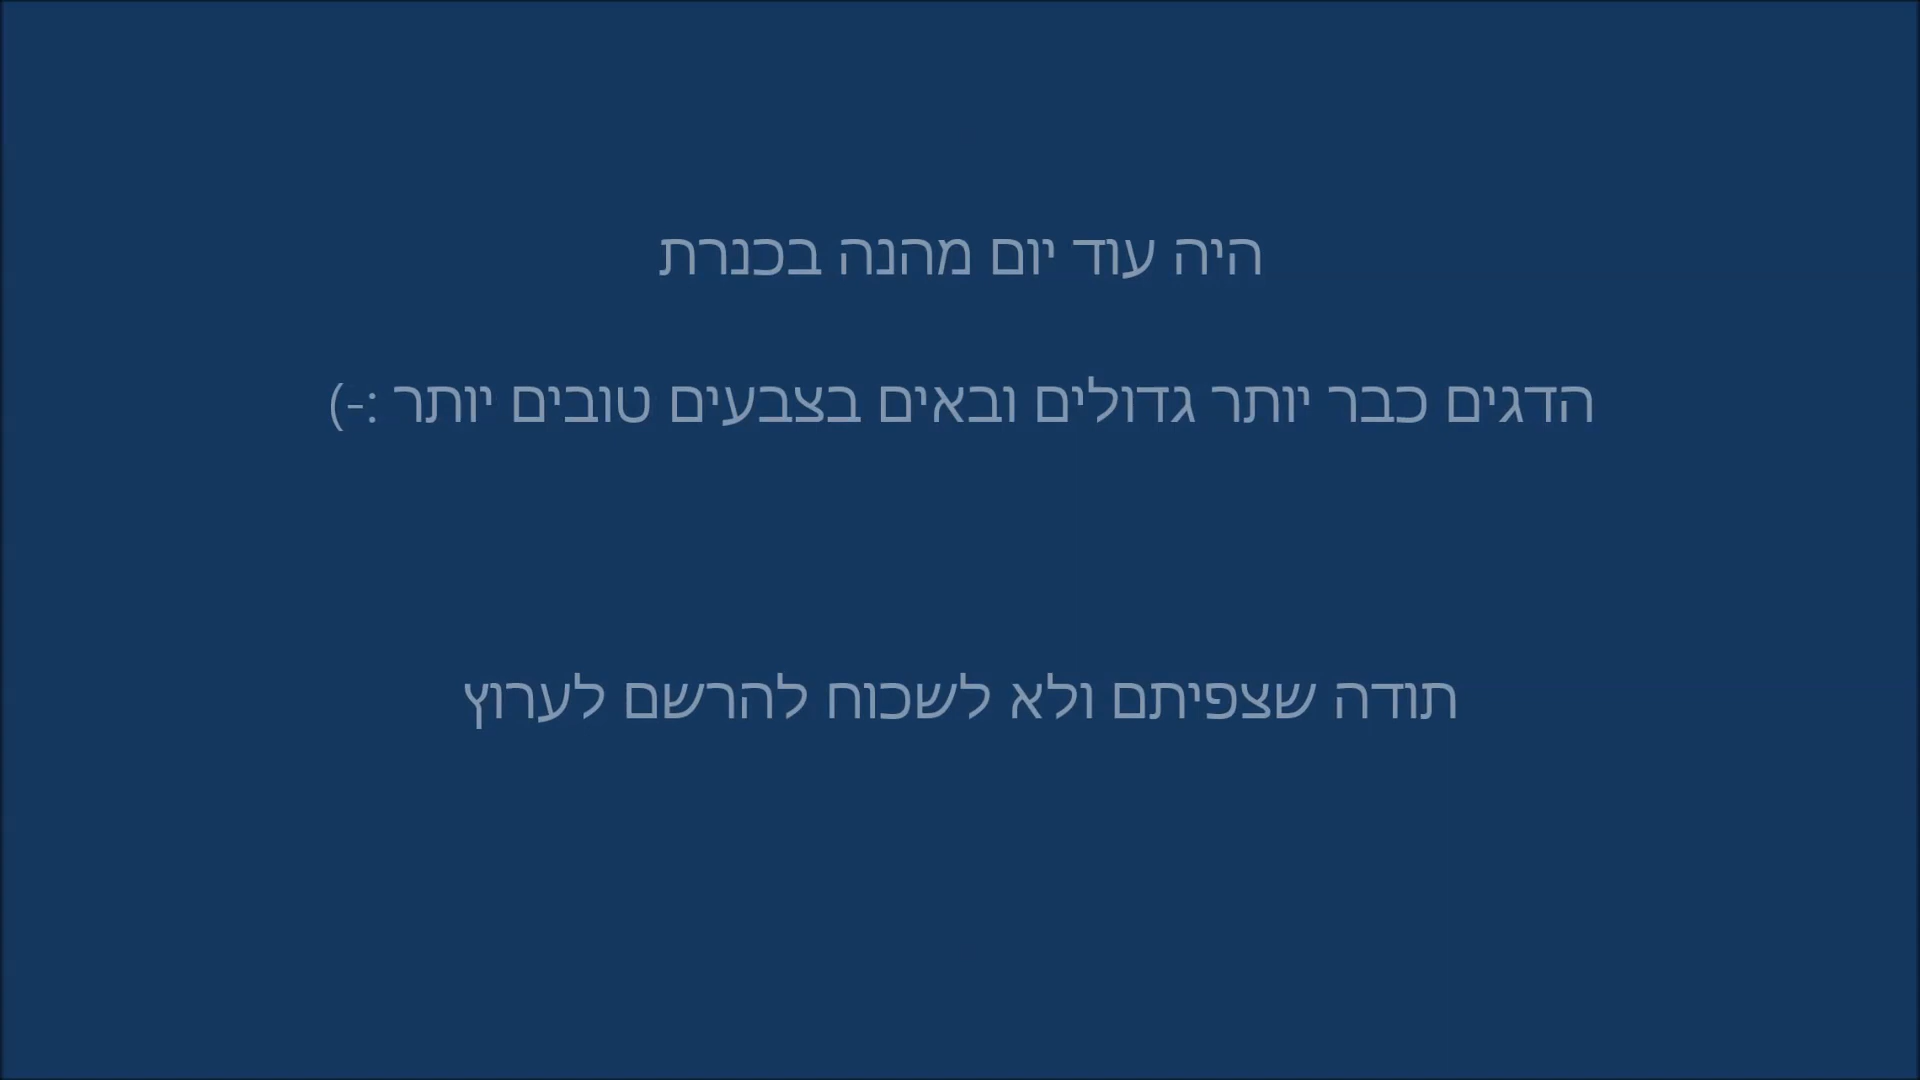 היה עוד יום מהנה בכנרת
הדגים כבר יותר גדולים ובאים בצבעים טובים יותר :-)
תודה שצפיתם ולא לשכוח להרשם לערוץ